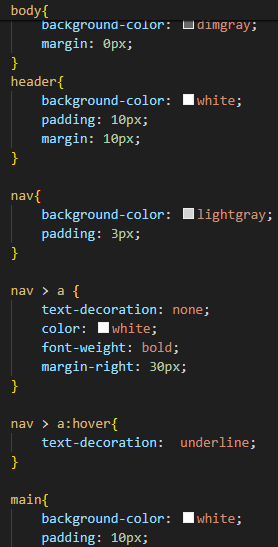 body{
    background-color: dimgray;
    margin: 0px;
}
header{
    background-color: white;
    padding: 10px;
    margin: 10px;
}

nav{
    background-color: lightgray;
    padding: 3px;
}

nav > a {
    text-decoration: none;
    color: white;
    font-weight: bold;
    margin-right: 30px;
}

nav > a:hover{
    text-decoration:  underline;
}

main{
    background-color: white;
    padding: 10px;